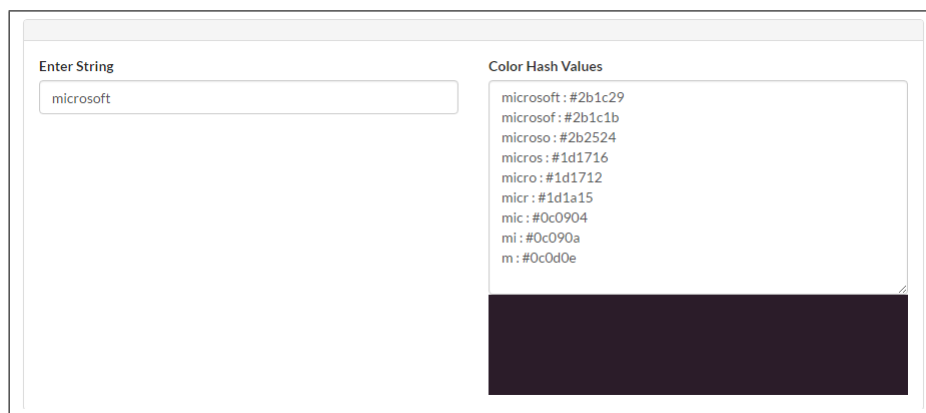 Enter String
microsoft
Color Hash Values
microsoft : #2b1c29
microsof : #2b1c1b
microso : #2b2524
micros : #1d1716
micro : #1d1712
micr : #1d1a15
mic : #0c0904
mi : #0c090a
m : #0c0d0e